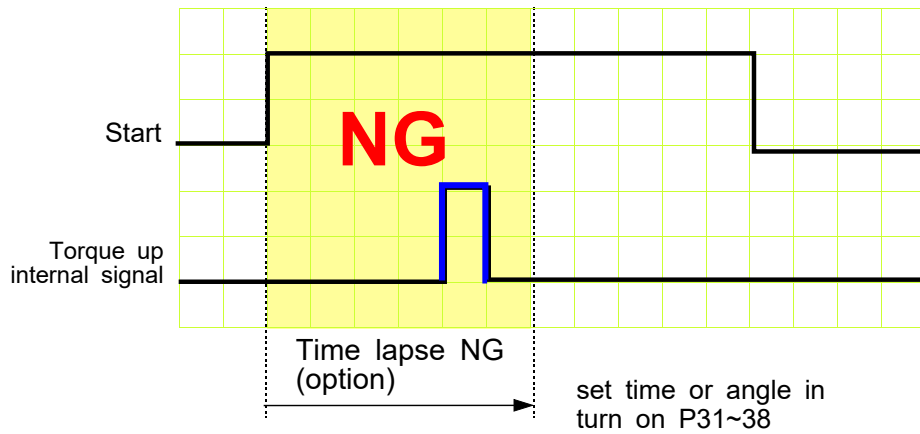 Start
NG
Torque up
internal signal
Time lapse NG
(option)
set time or angle in
turn on P31~38